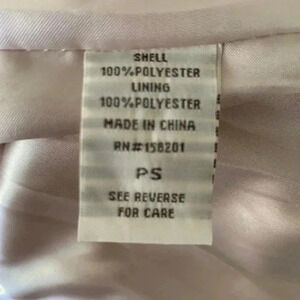 SHELL
100%POLYESTER
LINING
100%POLYESTER
MADE IN CHINA
RN#158201
PS
SEE REVERSE
FOR CARE